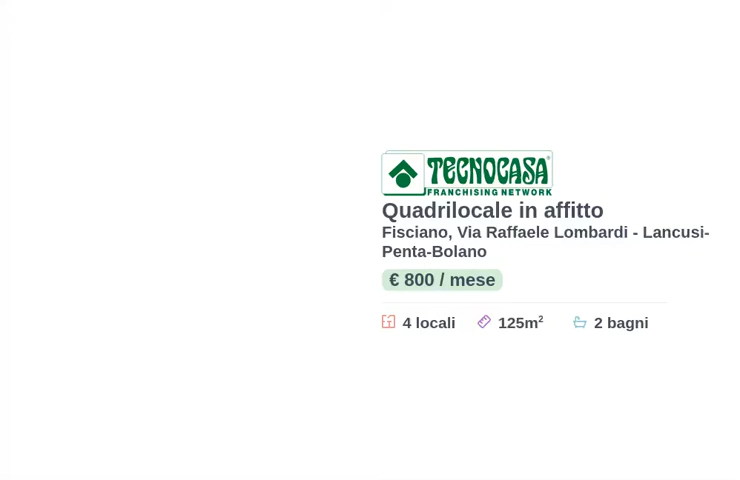 TECNOCASA®
FRANCHISING NETWORK
Quadrilocale in affitto
Fisciano, Via Raffaele Lombardi - Lancusi-
Penta-Bolano
€ 800 / mese
4 locali 125m² 2 bagni